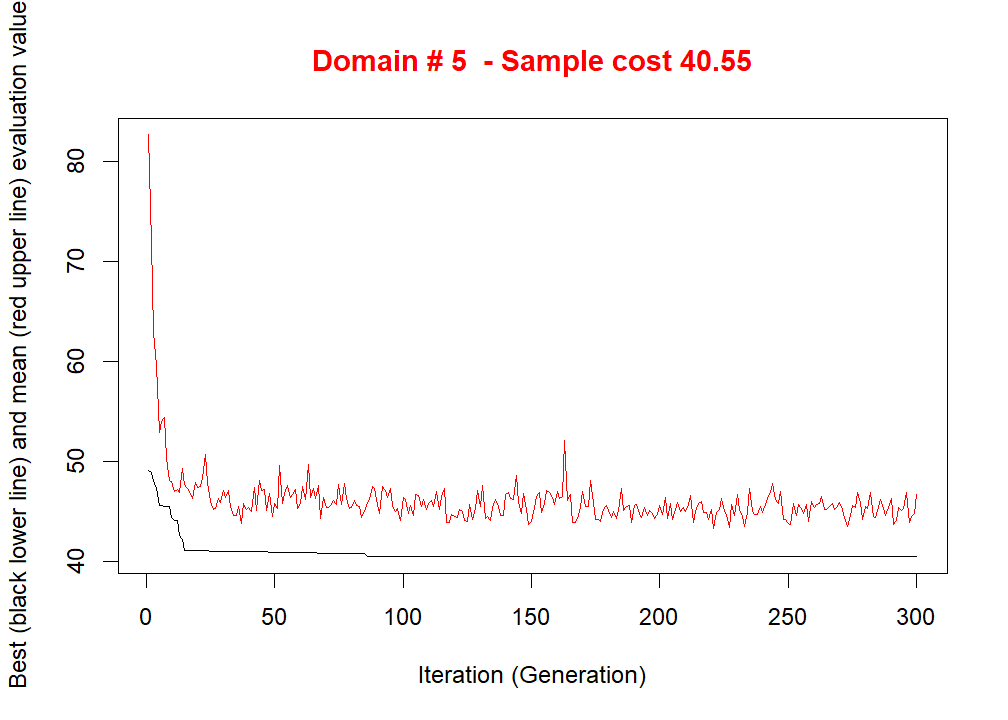 Domain # 5  - Sample cost 40.55
Best (black lower line) and mean (red upper line) evaluation value
80
70
60
50
40
0 50 100 150 200 250 300
Iteration (Generation)